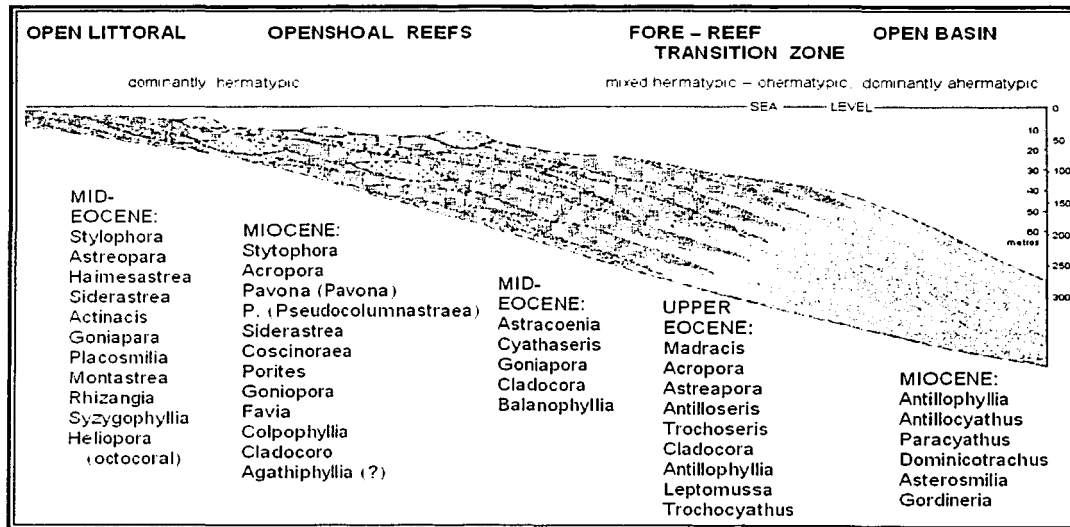 OPEN LITTORAL
OPENSHOAL REEFS
FORE – REEF
TRANSITION ZONE
OPEN BASIN
dominantly hermatypic
mixed hermatypic – ahermatypic, dominantly ahermatypic
SEA LEVEL
0
10 50
20
30 100
40
50 150
60 200
metres
250
300
MID-
EOCENE:
Stylophora
Astreopara
Haimesastrea
Siderastrea
Actinacis
Goniapara
Placosmilia
Montastrea
Rhizangia
Syzygophyllia
Heliopora
(octocoral)
MIOCENE:
Stytophora
Acropora
Pavona (Pavona)
P. (Pseudocolumnastraea)
Siderastrea
Coscinoraea
Porites
Goniopora
Favia
Colpophyllia
Cladocoro
Agathiphyllia (?)
MID-
EOCENE:
Astracoenia
Cyathaseris
Goniapora
Cladocora
Balanophyllia
UPPER
EOCENE:
Madracis
Acropora
Astreapora
Antilloseris
Trochoseris
Cladocora
Antillophyllia
Leptomussa
Trochocyathus
MIOCENE:
Antillophyllia
Antillocyathus
Paracyathus
Dominicotrachus
Asterosmilia
Gordineria